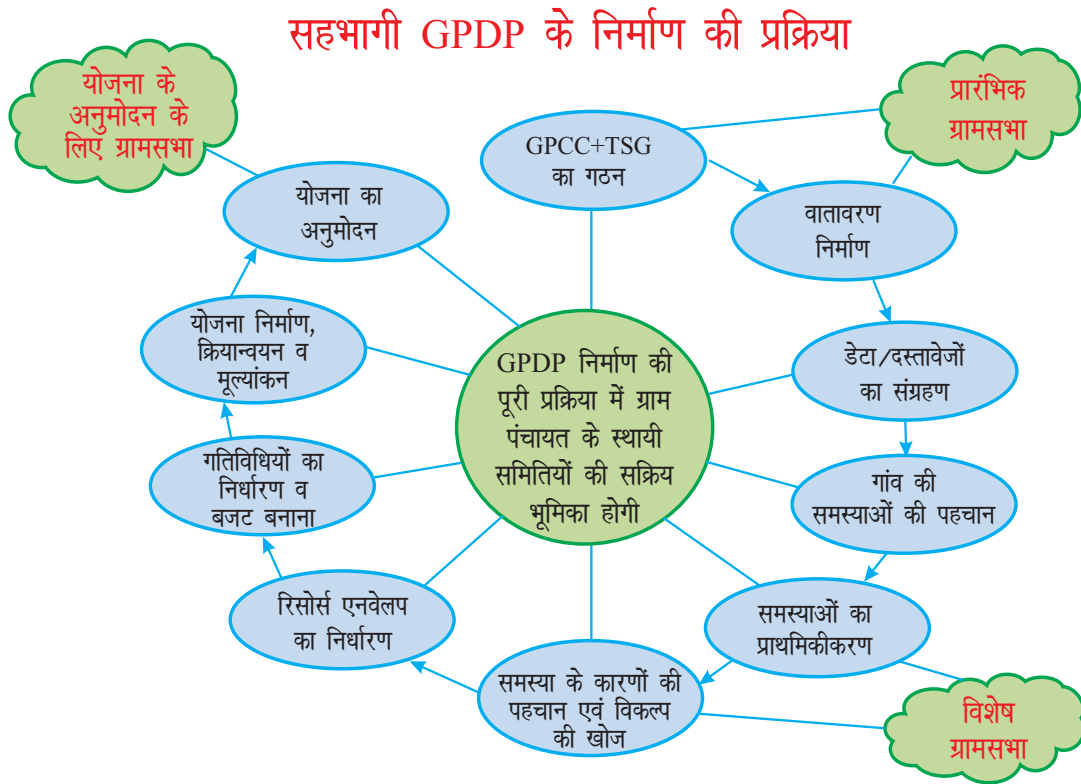 सहभागी GPDP के निर्माण की प्रक्रिया
योजना के
अनुमोदन के
लिए ग्रामसभा
प्रारंभिक
ग्रामसभा
GPCC+TSG
का गठन
वातावरण
निर्माण
डेटा/दस्तावेजों
का संग्रहण
गांव की
समस्याओं की पहचान
समस्याओं का
प्राथमिकीकरण
विशेष
ग्रामसभा
समस्या के कारणों की
पहचान एवं विकल्प
की खोज
रिसोर्स एनवेलप
का निर्धारण
गतिविधियों का
निर्धारण व
बजट बनाना
योजना निर्माण,
क्रियान्वयन व
मूल्यांकन
योजना का
अनुमोदन
GPDP निर्माण की
पूरी प्रक्रिया में ग्राम
पंचायत के स्थायी
समितियों की सक्रिय
भूमिका होगी